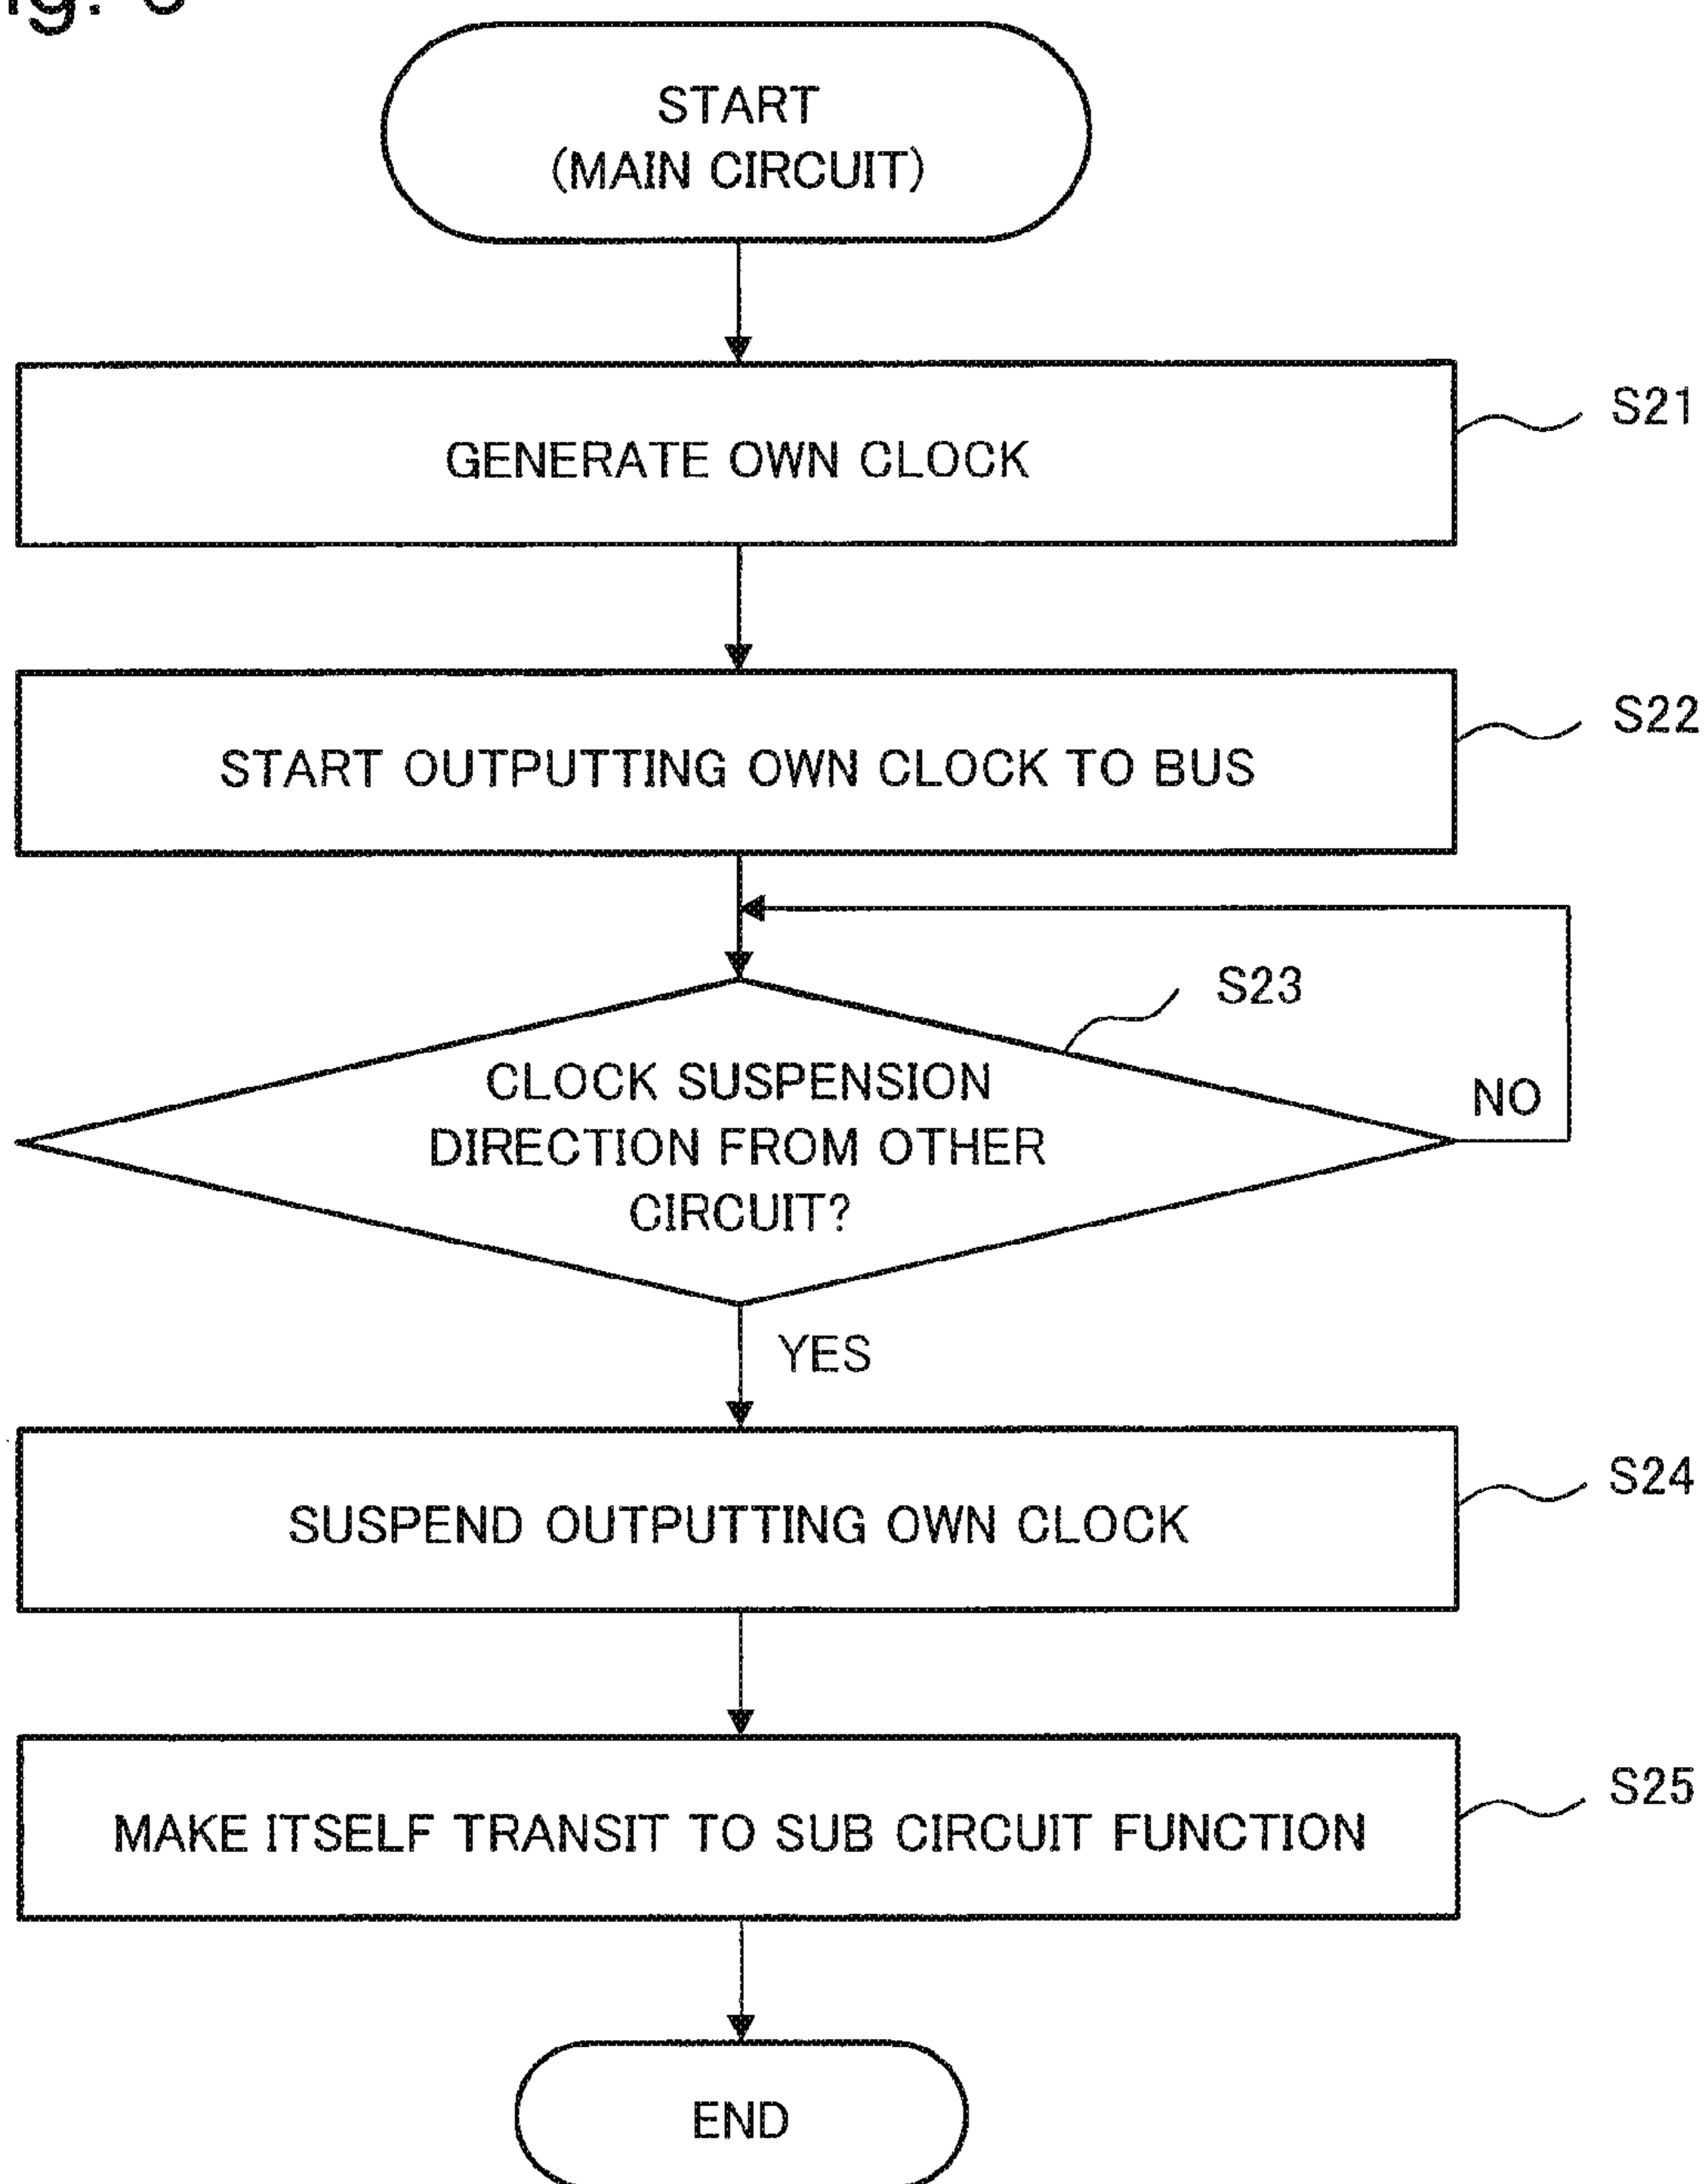 START
(MAIN CIRCUIT)
GENERATE OWN CLOCK
S21
START OUTPUTTING OWN CLOCK TO BUS
S22
S23
CLOCK SUSPENSION
DIRECTION FROM OTHER
CIRCUIT?
NO
YES
SUSPEND OUTPUTTING OWN CLOCK
S24
MAKE ITSELF TRANSIT TO SUB CIRCUIT FUNCTION
S25
END